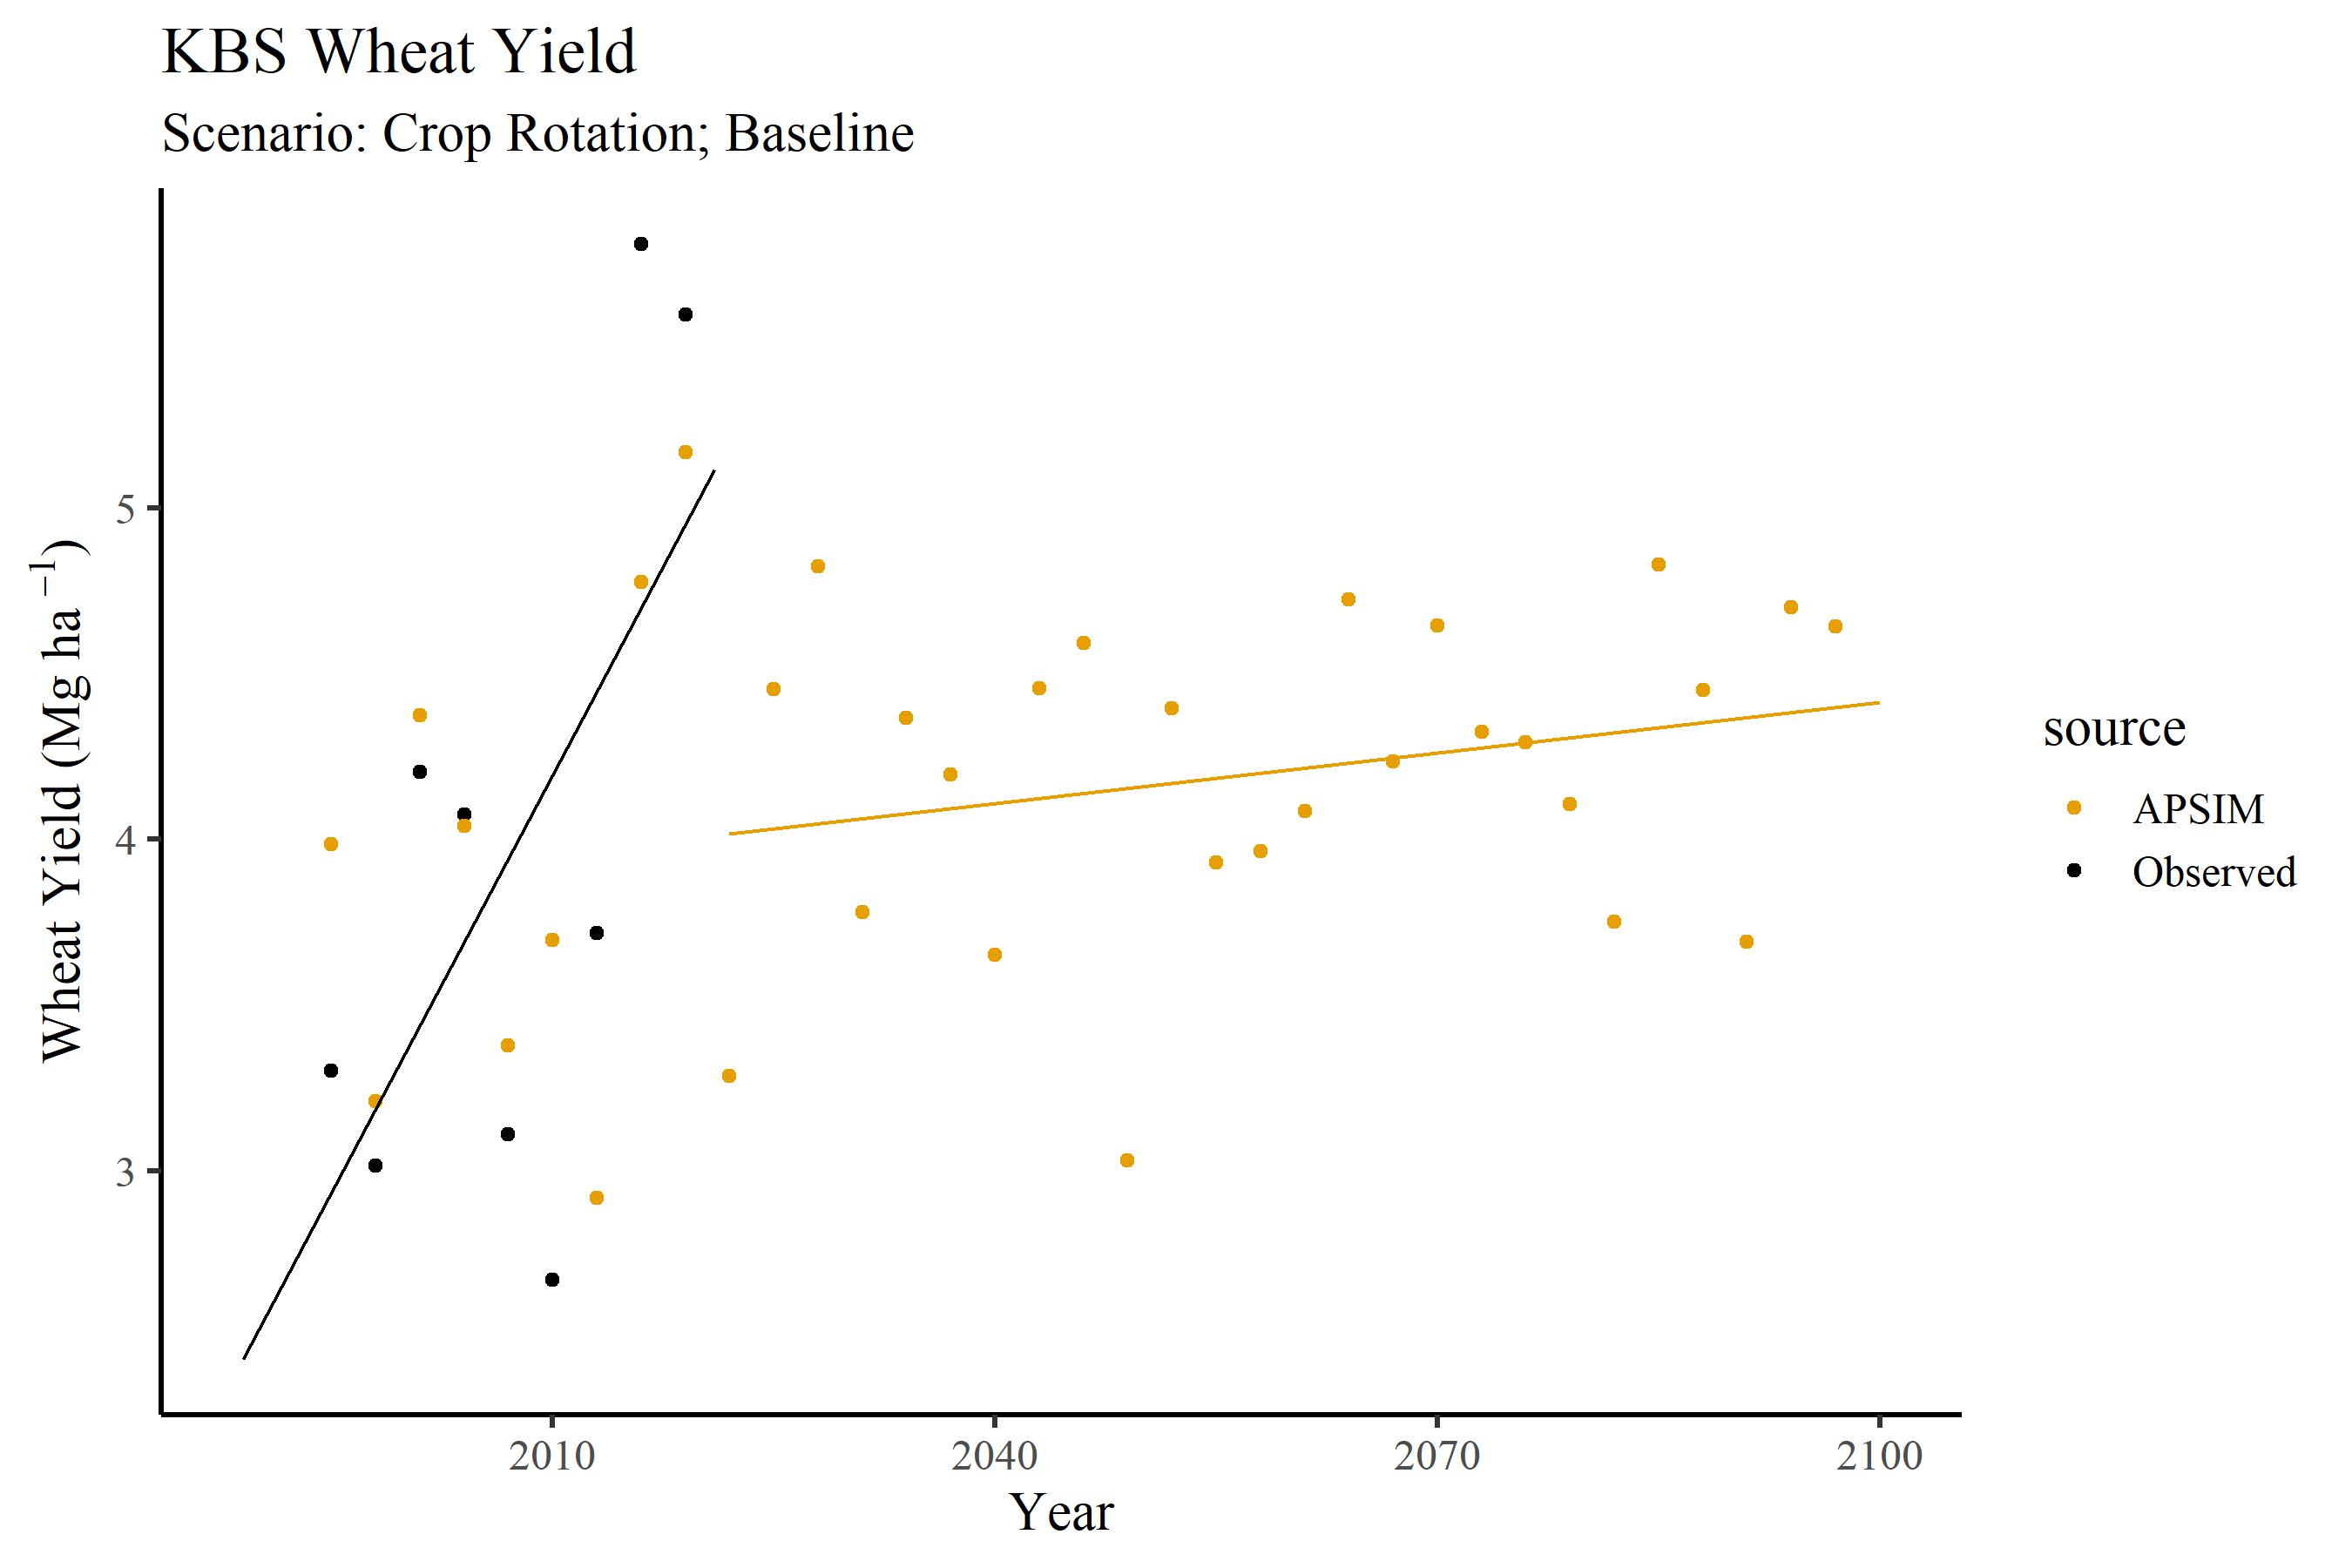 KBS Wheat Yield
Scenario: Crop Rotation; Baseline
Wheat Yield (Mg ha⁻¹)
5
4
3
2010
2040
2070
2100
Year
source
APSIM
Observed